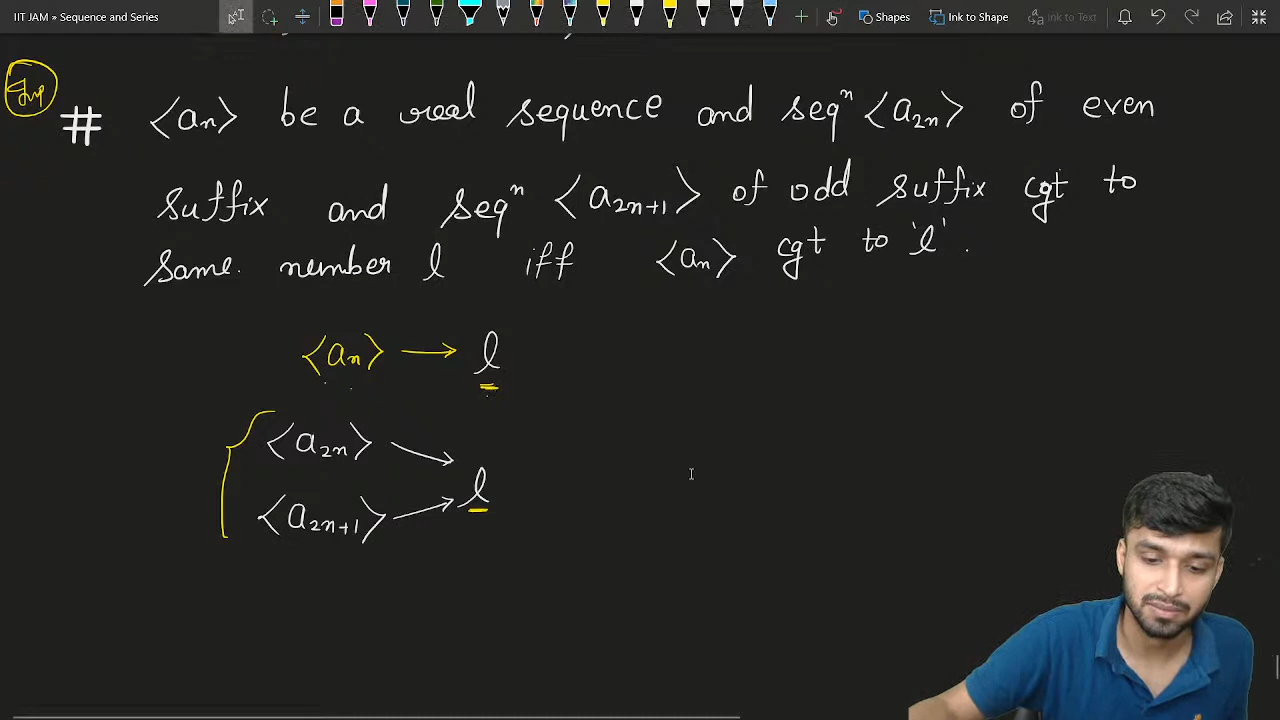 IIT JAM » Sequence and Series
Shapes
Ink to Shape
Ink to Text
Imp
# <aₙ> be a real sequence and seqⁿ <a₂ₙ> of even
suffix and seqⁿ <a₂ₙ₊₁> of odd suffix cgt to
same number l iff <aₙ> cgt to 'l'.
<aₙ> → l
<a₂ₙ>
l
<a₂ₙ₊₁>